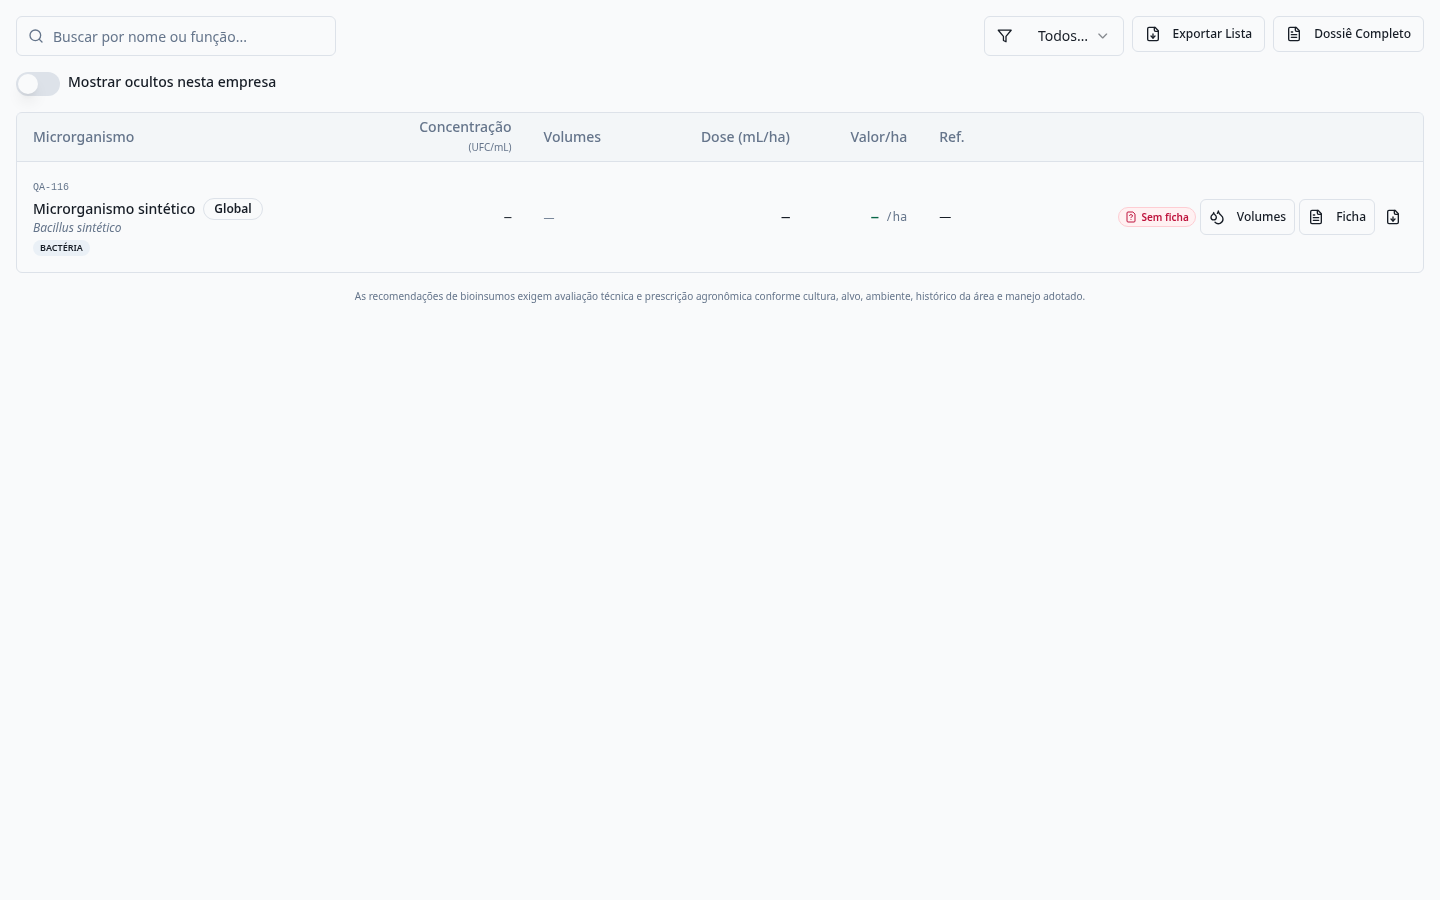 Buscar por nome ou função...
Todos...
Exportar Lista
Dossiê Completo
Mostrar ocultos nesta empresa
Microrganismo
Concentração
(UFC/mL)
Volumes
Dose (mL/ha)
Valor/ha
Ref.
QA-116
Microrganismo sintético
Global
Bacillus sintético
BACTÉRIA
–
—
—
– /ha
—
Sem ficha
Volumes
Ficha
As recomendações de bioinsumos exigem avaliação técnica e prescrição agronômica conforme cultura, alvo, ambiente, histórico da área e manejo adotado.